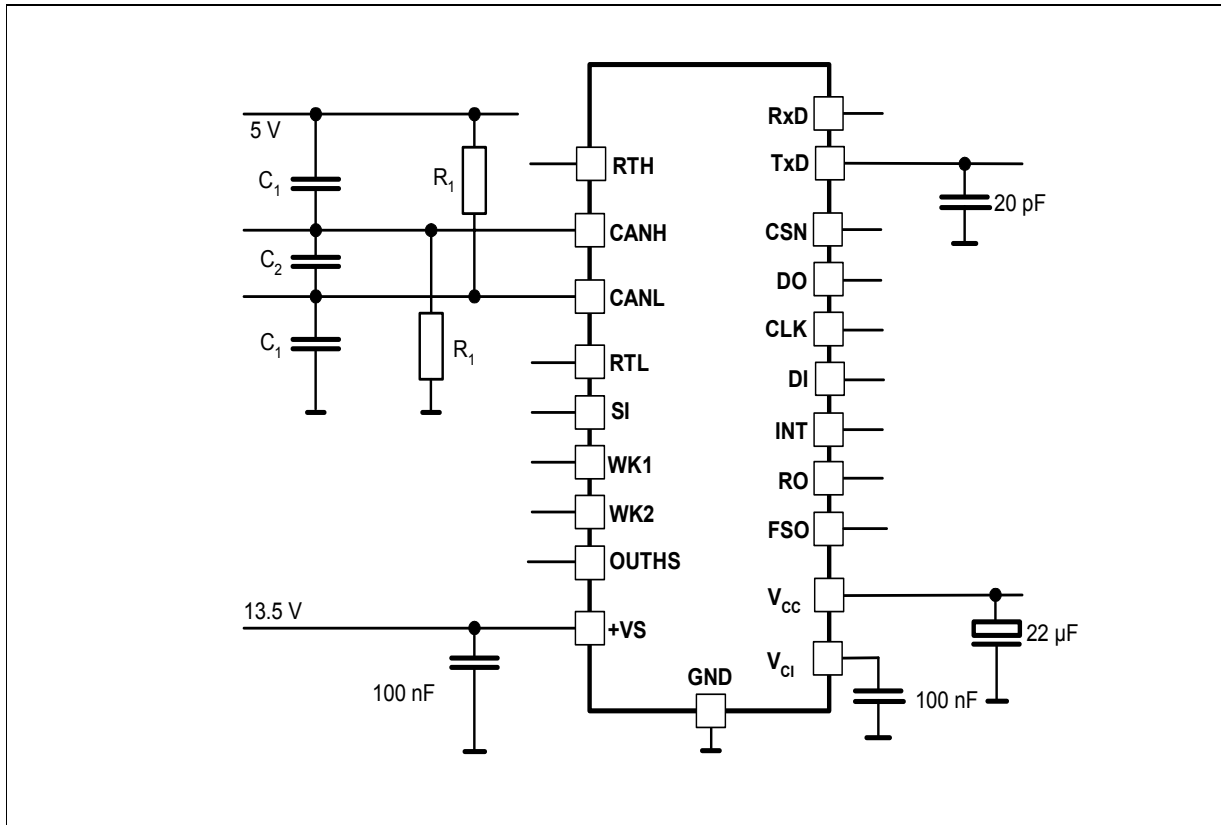 5 V
C1
R1
C2
C1
R1
13.5 V
100 nF
RTH
CANH
CANL
RTL
SI
WK1
WK2
OUTHS
+VS
GND
RxD
TxD
CSN
DO
CLK
DI
INT
RO
FSO
VCC
VCI
20 pF
22 µF
100 nF